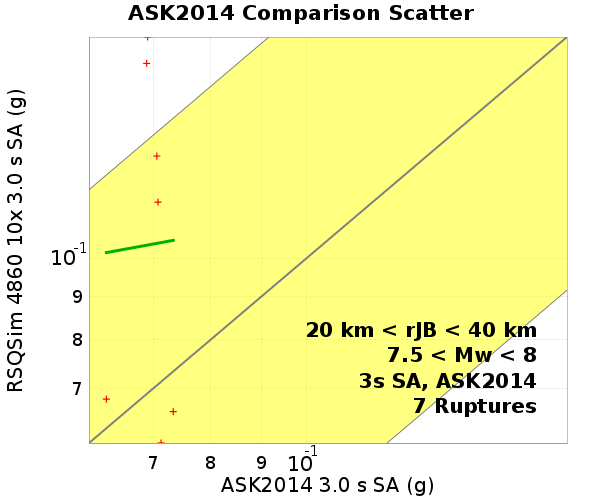 ASK2014 Comparison Scatter
RSQSim 4860 10x 3.0 s SA (g)
10-1
9
8
7
20 km < rJB < 40 km
7.5 < Mw < 8
3s SA, ASK2014
7 Ruptures
7 8 9 10-1
ASK2014 3.0 s SA (g)